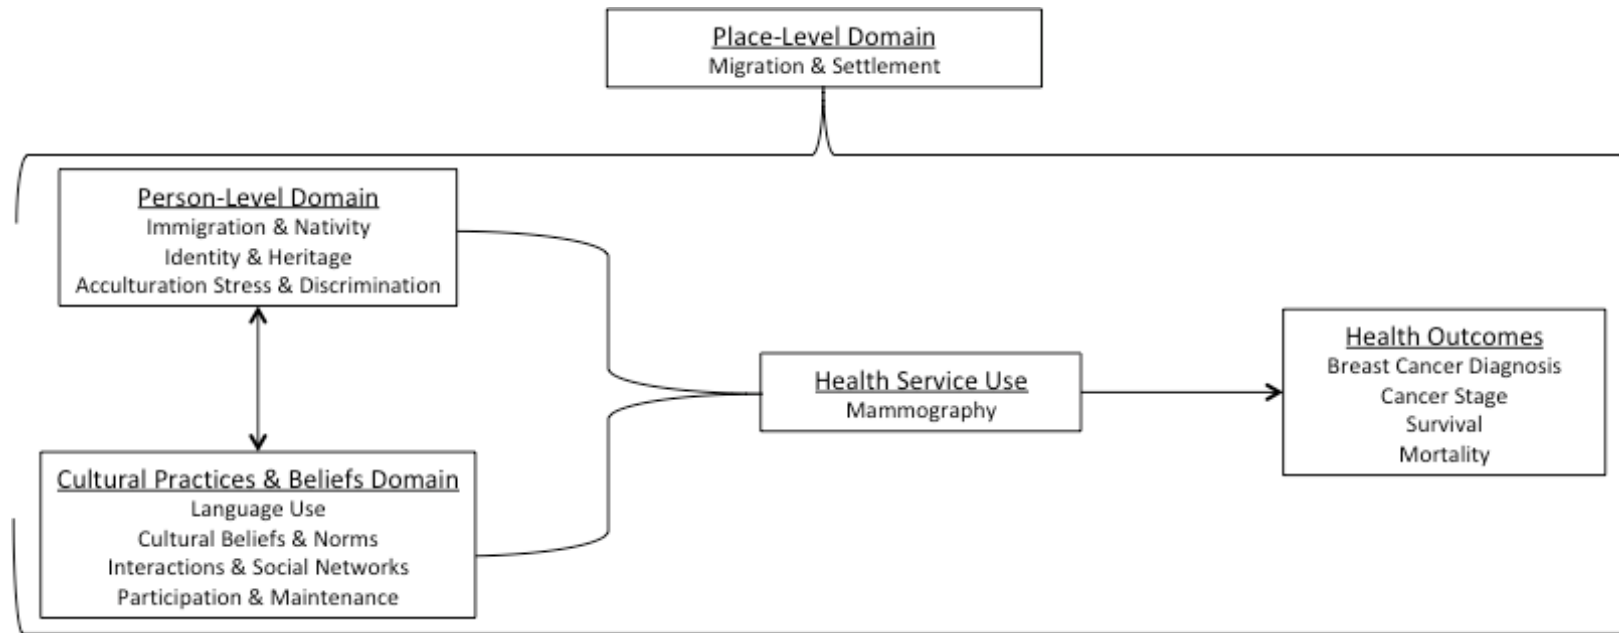 Place-Level Domain
Migration & Settlement
Person-Level Domain
Immigration & Nativity
Identity & Heritage
Acculturation Stress & Discrimination
Cultural Practices & Beliefs Domain
Language Use
Cultural Beliefs & Norms
Interactions & Social Networks
Participation & Maintenance
Health Service Use
Mammography
Health Outcomes
Breast Cancer Diagnosis
Cancer Stage
Survival
Mortality